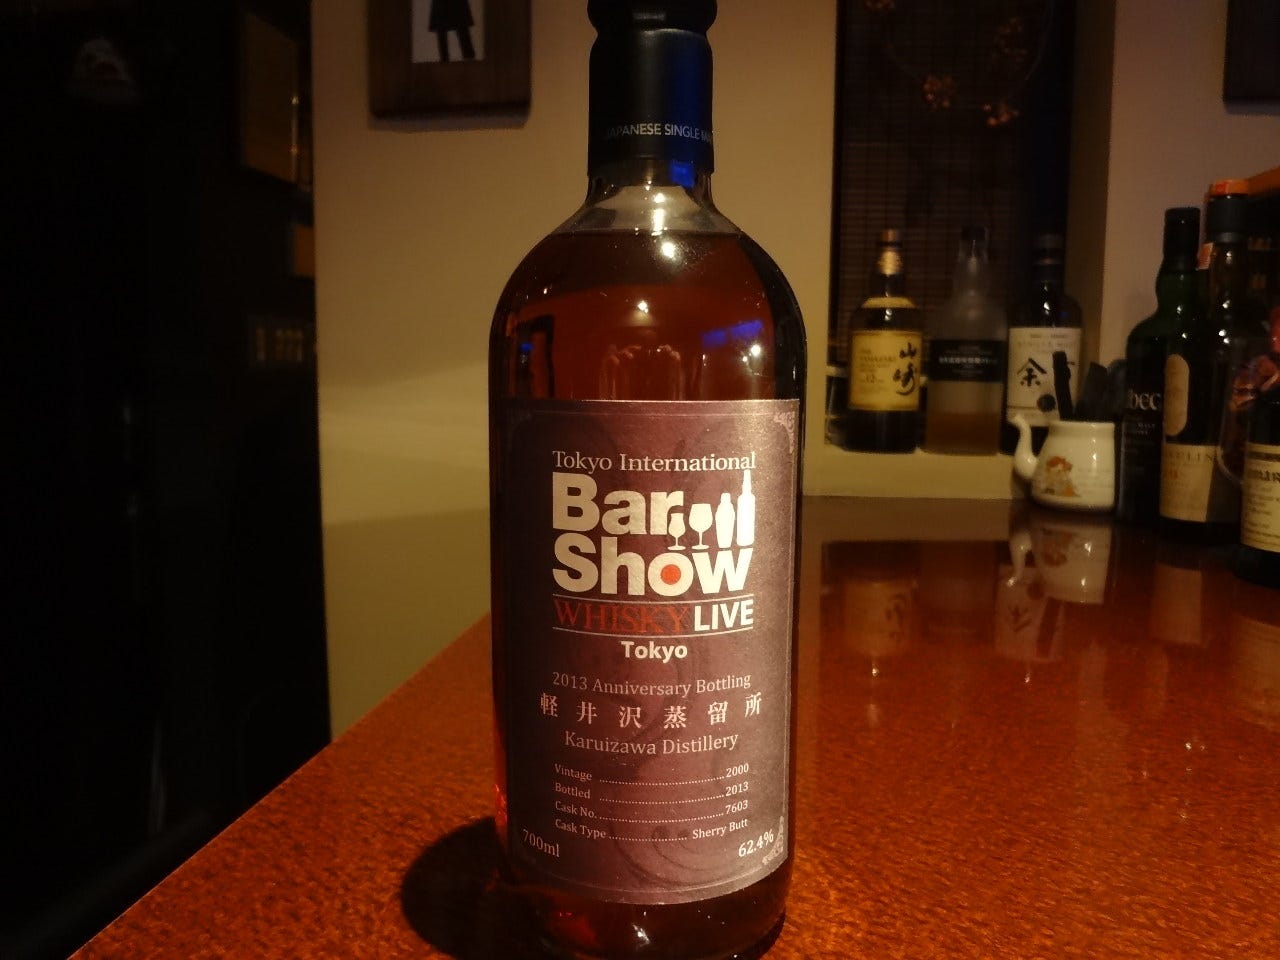 JAPANESE SINGLE
Tokyo International
Bar
Show
WHISKY LIVE
Tokyo
2013 Anniversary Bottling
軽井沢蒸留所
Karuizawa Distillery
Vintage ........................ 2000
Bottled ........................ 2013
Cask No. ........................ 7603
Cask Type ................ Sherry Butt
700ml
62.4%
山崎
余